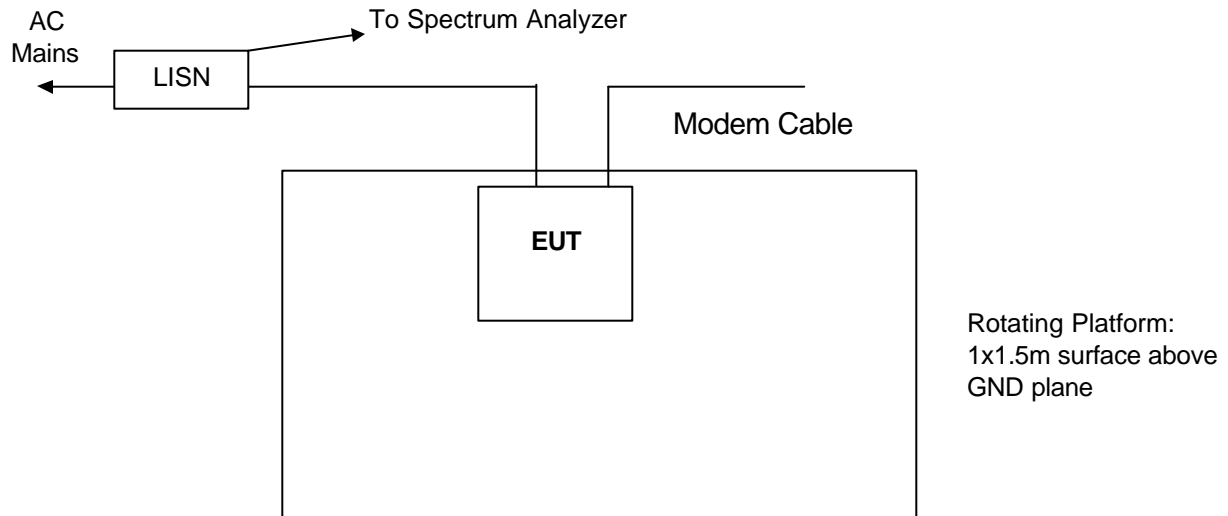 AC
Mains
To Spectrum Analyzer
LISN
Modem Cable
EUT
Rotating Platform:
1x1.5m surface above
GND plane